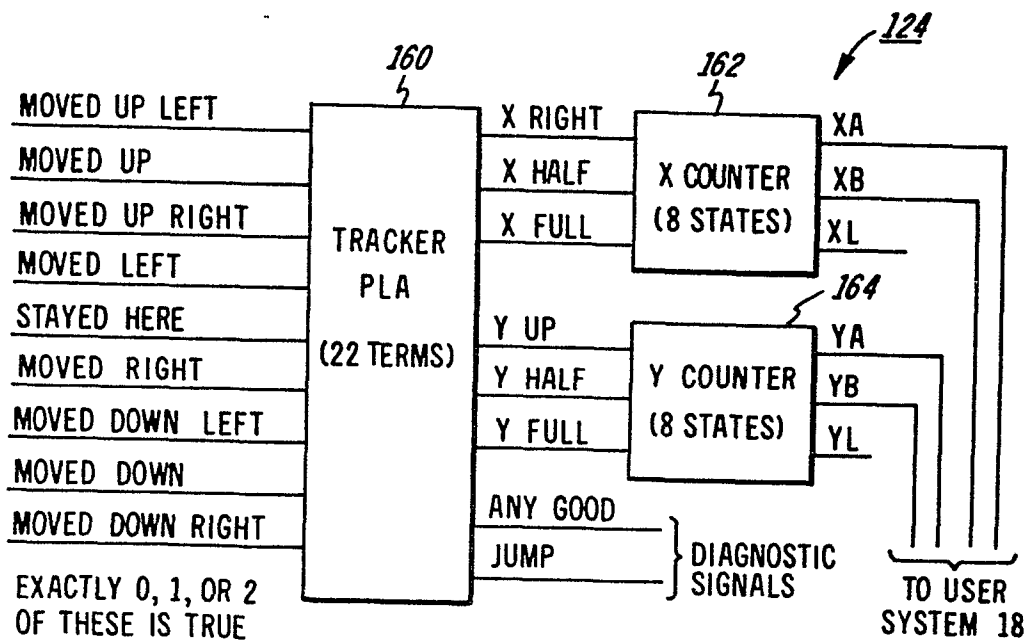 124
160
162
MOVED UP LEFT
MOVED UP
MOVED UP RIGHT
MOVED LEFT
STAYED HERE
MOVED RIGHT
MOVED DOWN LEFT
MOVED DOWN
MOVED DOWN RIGHT
EXACTLY 0, 1, OR 2
OF THESE IS TRUE
TRACKER
PLA
(22 TERMS)
X RIGHT
X HALF
X FULL
X COUNTER
(8 STATES)
XA
XB
XL
164
Y UP
Y HALF
Y FULL
Y COUNTER
(8 STATES)
YA
YB
YL
ANY GOOD
JUMP
DIAGNOSTIC
SIGNALS
TO USER
SYSTEM 18